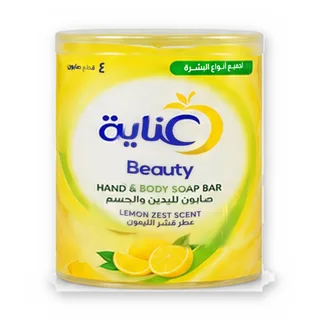 لجميع أنواع البشرة
٤ قطع صابون
عناية
Beauty
HAND & BODY SOAP BAR
صابون لليدين والجسم
LEMON ZEST SCENT
عطر قشر الليمون